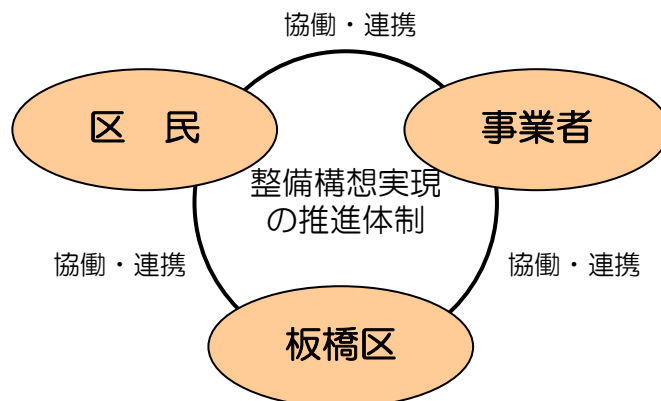 協働・連携
区　民
事業者
整備構想実現
の推進体制
協働・連携
協働・連携
板橋区